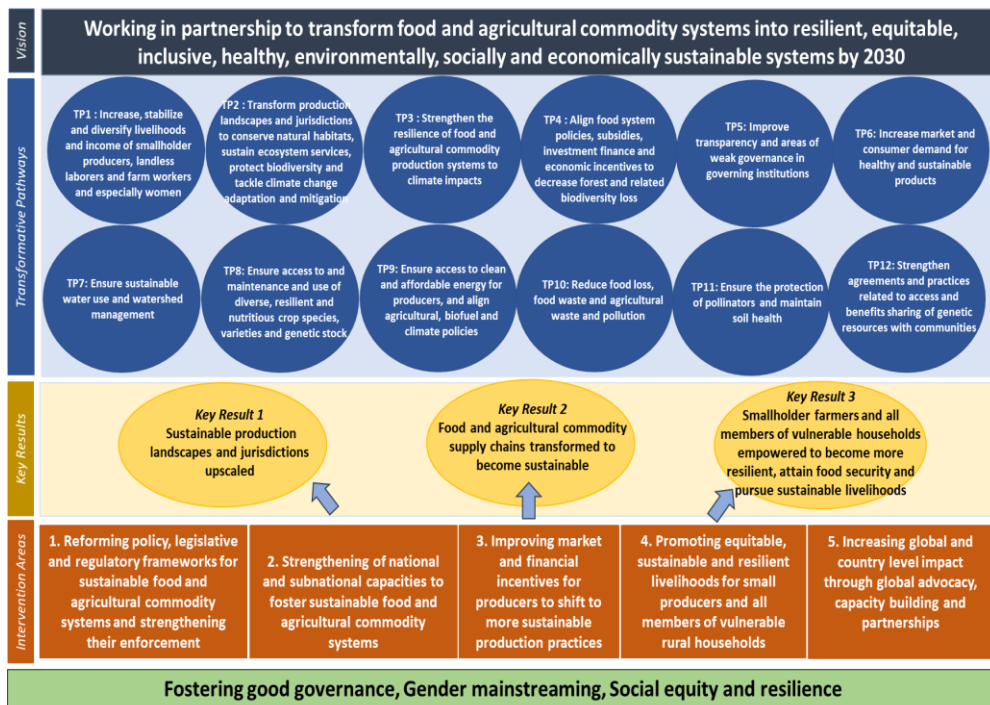 Vision
Working in partnership to transform food and agricultural commodity systems into resilient, equitable,
inclusive, healthy, environmentally, socially and economically sustainable systems by 2030
Transformative Pathways
TP1 : Increase, stabilize
and diversify livelihoods
and income of smallholder
producers, landless
laborers and farm workers
and especially women
TP2 : Transform production
landscapes and jurisdictions
to conserve natural habitats,
sustain ecosystem services,
protect biodiversity and
tackle climate change
adaptation and mitigation
TP3 : Strengthen the
resilience of food and
agricultural commodity
production systems to
climate impacts
TP4 : Align food system
policies, subsidies,
investment finance and
economic incentives to
decrease forest and related
biodiversity loss
TP5: Improve
transparency and areas of
weak governance in
governing institutions
TP6: Increase market and
consumer demand for
healthy and sustainable
products
TP7: Ensure sustainable
water use and watershed
management
TP8: Ensure access to and
maintenance and use of
diverse, resilient and
nutritious crop species,
varieties and genetic stock
TP9: Ensure access to clean
and affordable energy for
producers, and align
agricultural, biofuel and
climate policies
TP10: Reduce food loss,
food waste and agricultural
waste and pollution
TP11: Ensure the protection
of pollinators and maintain
soil health
TP12: Strengthen
agreements and practices
related to access and
benefits sharing of genetic
resources with communities
Key Results
Key Result 1
Sustainable production
landscapes and jurisdictions
upscaled
Key Result 2
Food and agricultural commodity
supply chains transformed to
become sustainable
Key Result 3
Smallholder farmers and all
members of vulnerable households
empowered to become more
resilient, attain food security and
pursue sustainable livelihoods
Intervention Areas
1. Reforming policy, legislative
and regulatory frameworks for
sustainable food and
agricultural commodity
systems and strengthening
their enforcement
2. Strengthening of national
and subnational capacities to
foster sustainable food and
agricultural commodity
systems
3. Improving market
and financial
incentives for
producers to shift to
more sustainable
production practices
4. Promoting equitable,
sustainable and resilient
livelihoods for small
producers and all
members of vulnerable
rural households
5. Increasing global and
country level impact
through global advocacy,
capacity building and
partnerships
Fostering good governance, Gender mainstreaming, Social equity and resilience